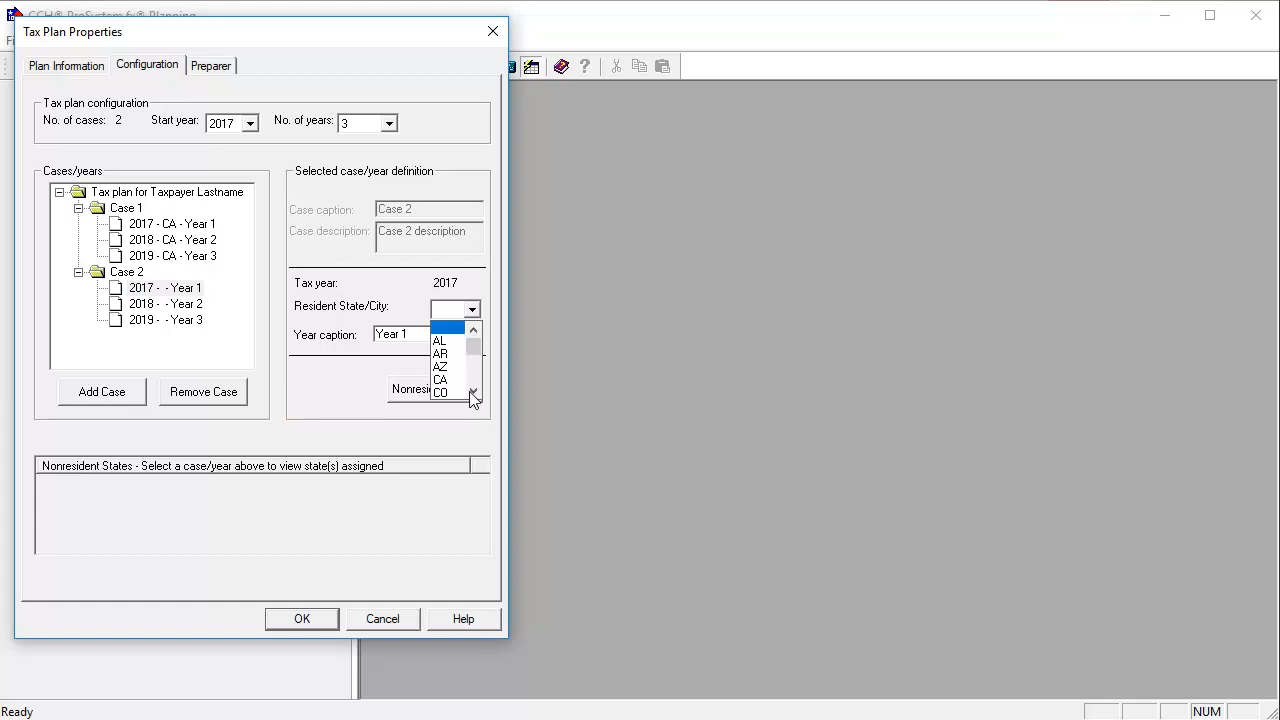 CCH® ProSystem fx® Planning
Tax Plan Properties
Plan Information
Configuration
Preparer
Tax plan configuration
No. of cases: 2
Start year: 2017
No. of years: 3
Cases/years
Tax plan for Taxpayer Lastname
Case 1
2017 - CA - Year 1
2018 - CA - Year 2
2019 - CA - Year 3
Case 2
2017 - - Year 1
2018 - - Year 2
2019 - - Year 3
Add Case
Remove Case
Selected case/year definition
Case caption: Case 2
Case description: Case 2 description
Tax year: 2017
Resident State/City:
AL
AR
AZ
CA
CO
Year caption: Year 1
Nonresident States - Select a case/year above to view state(s) assigned
OK
Cancel
Help
Ready
NUM